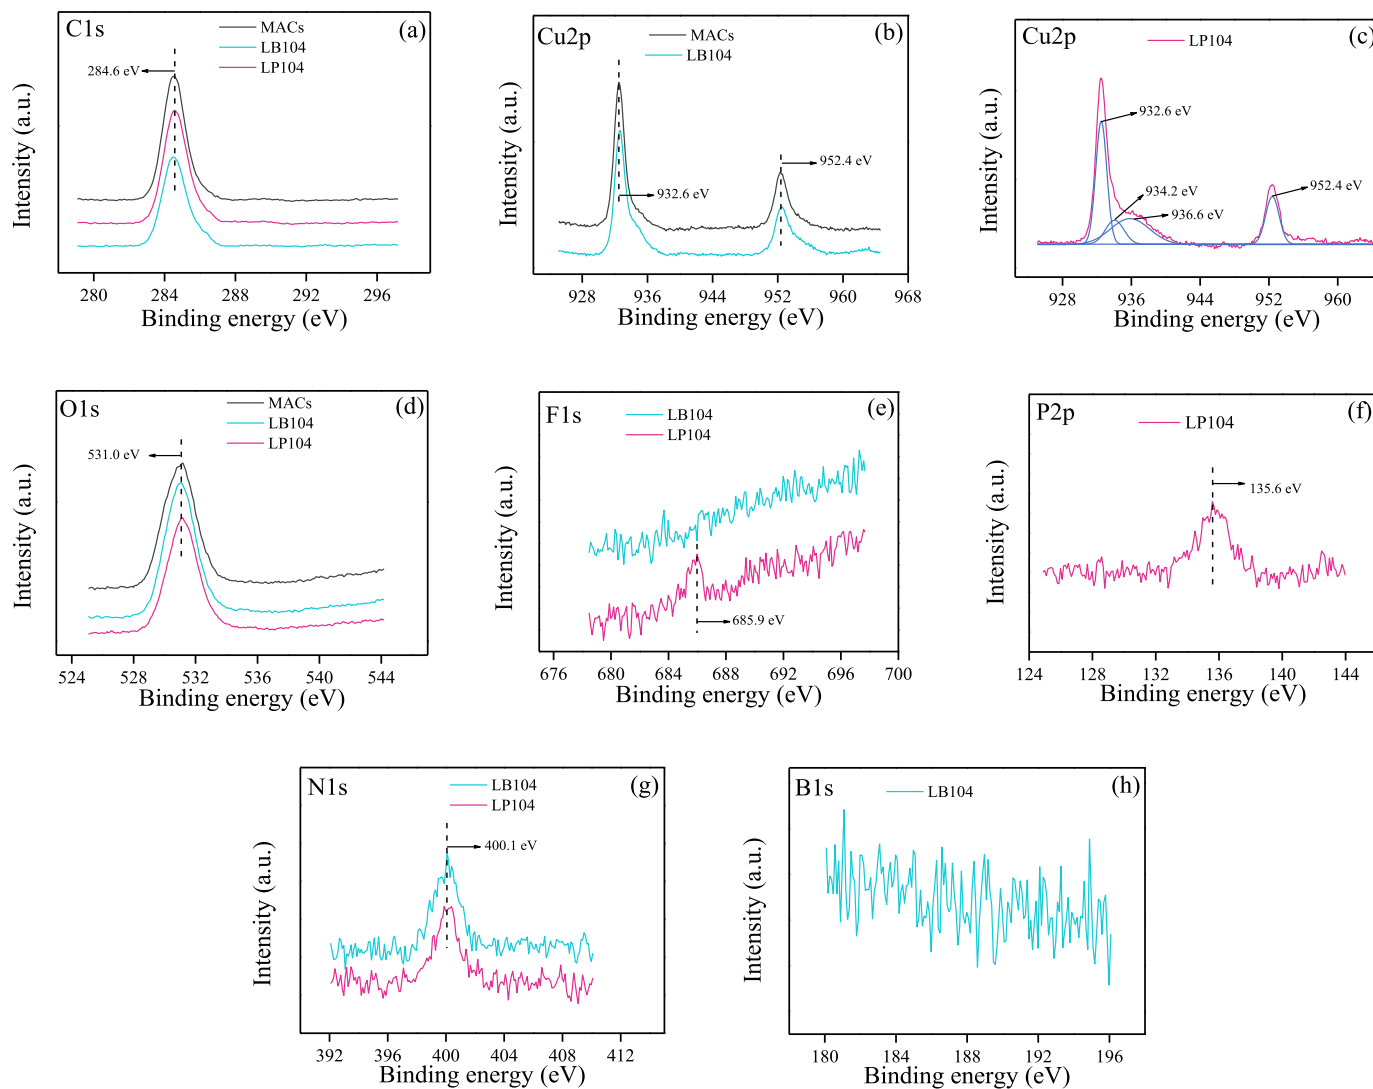 C1s
MACs
LB104
LP104
(a)
284.6 eV
Intensity (a.u.)
280 284 288 292 296
Binding energy (eV)
Cu2p
MACs
LB104
(b)
952.4 eV
932.6 eV
Intensity (a.u.)
928 936 944 952 960 968
Binding energy (eV)
Cu2p
LP104
(c)
932.6 eV
934.2 eV
936.6 eV
952.4 eV
Intensity (a.u.)
928 936 944 952 960
Binding energy (eV)
O1s
MACs
LB104
LP104
(d)
531.0 eV
Intensity (a.u.)
524 528 532 536 540 544
Binding energy (eV)
F1s
LB104
LP104
(e)
685.9 eV
Intensity (a.u.)
676 680 684 688 692 696 700
Binding energy (eV)
P2p
LP104
(f)
135.6 eV
Intensity (a.u.)
124 128 132 136 140 144
Binding energy (eV)
N1s
LB104
LP104
(g)
400.1 eV
Intensity (a.u.)
392 396 400 404 408 412
Binding energy (eV)
B1s
LB104
(h)
Intensity (a.u.)
180 184 188 192 196
Binding energy (eV)